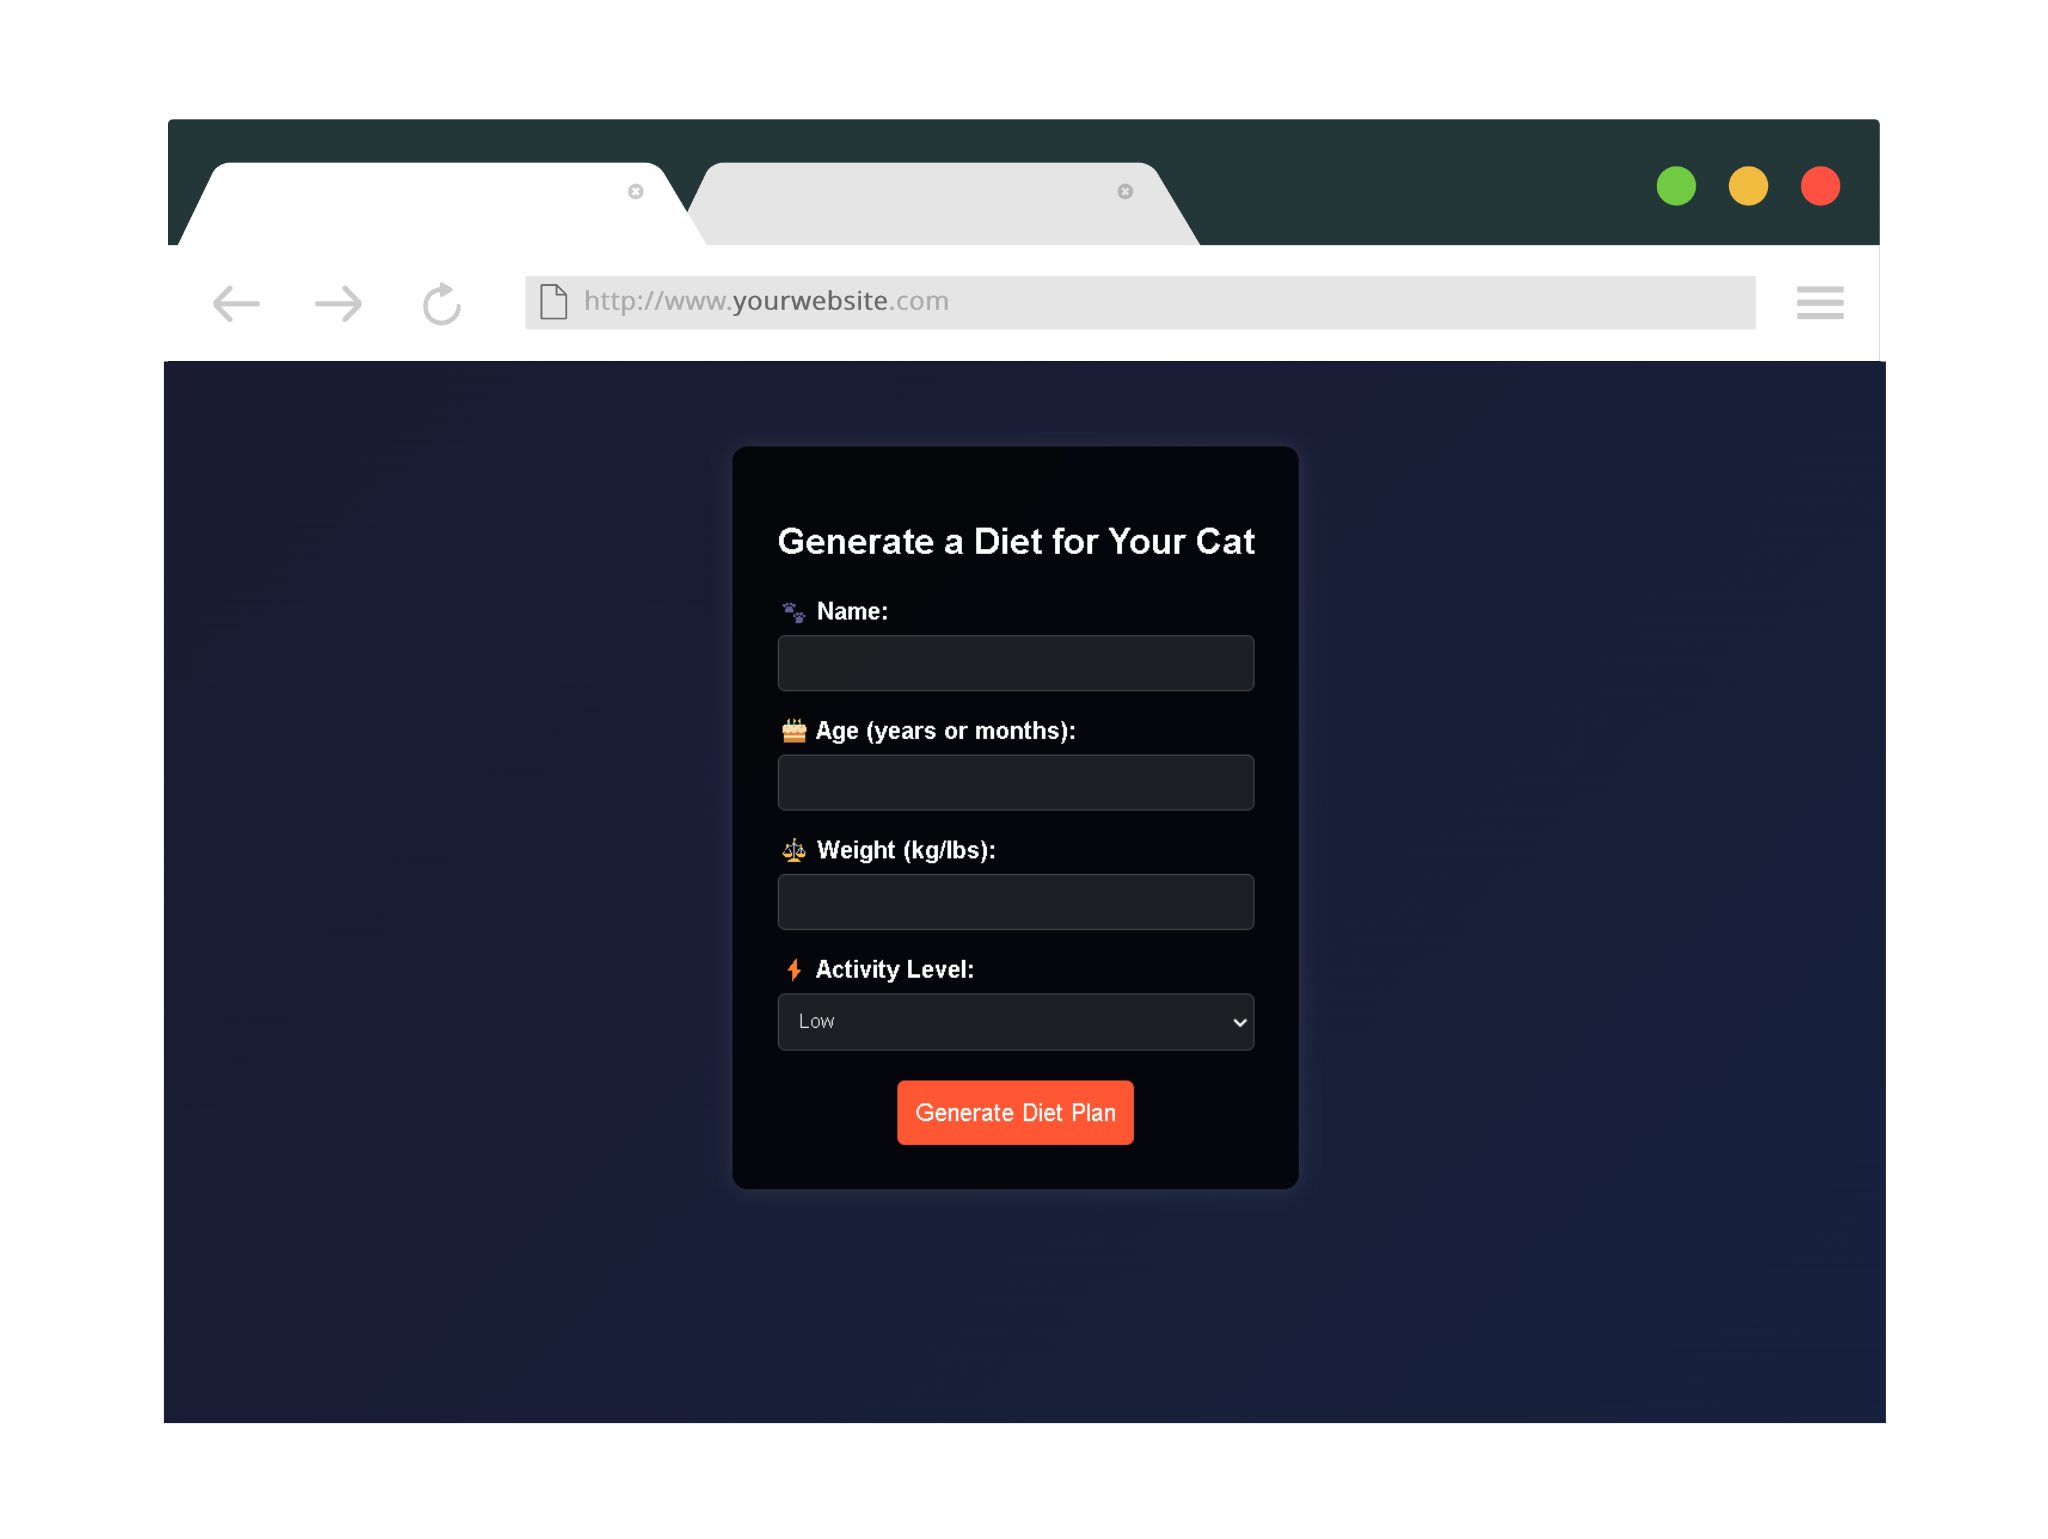 http://www.yourwebsite.com
Generate a Diet for Your Cat
🐾 Name:
🎂 Age (years or months):
⚖️ Weight (kg/lbs):
⚡ Activity Level:
Low
Generate Diet Plan